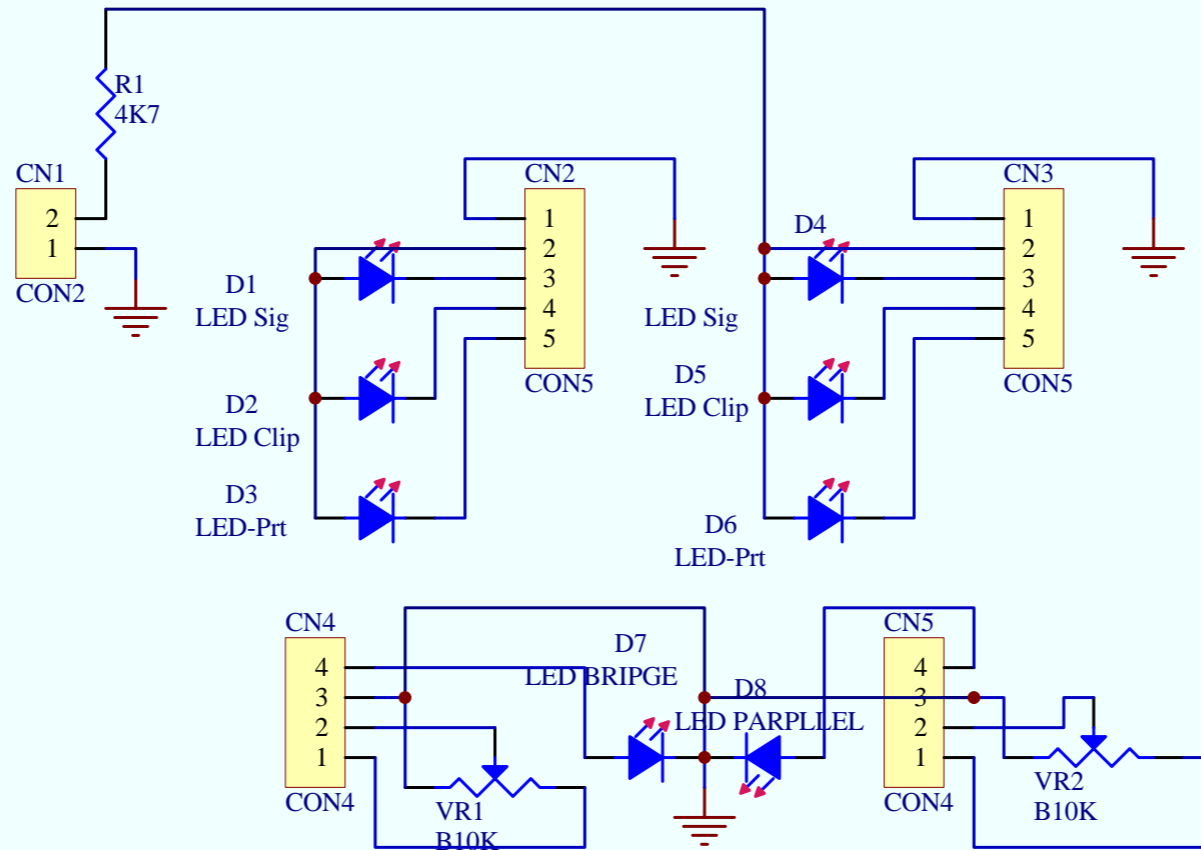 R1
4K7
CN1
2
1
CON2
CN2
1
2
3
4
5
CON5
D1
LED Sig
D2
LED Clip
D3
LED-Prt
CN3
1
2
3
4
5
CON5
D4
LED Sig
D5
LED Clip
D6
LED-Prt
CN4
4
3
2
1
CON4
VR1
B10K
D7
LED BRIPGE
D8
LED PARPLLEL
CN5
4
3
2
1
CON4
VR2
B10K